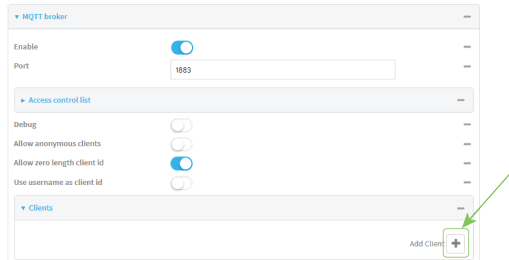 MQTT broker
Enable
Port
1883
Access control list
Debug
Allow anonymous clients
Allow zero length client id
Use username as client id
Clients
Add Client